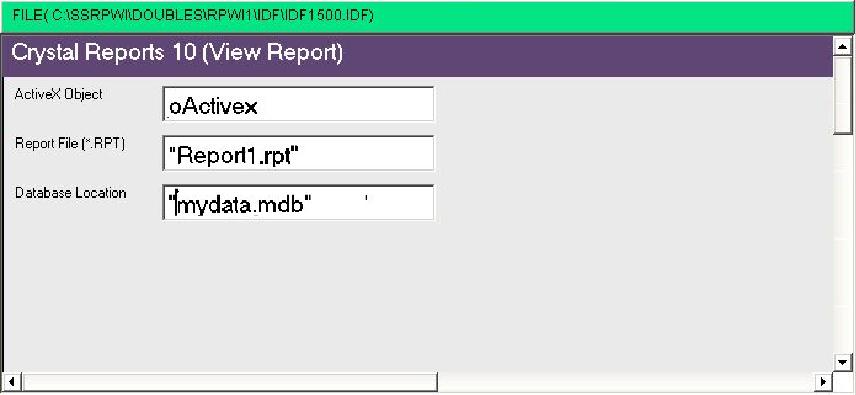 FILE( C:\SSRPWI\DOUBLES\RPWI1\IDF\IDF1500.IDF)
Crystal Reports 10 (View Report)
ActiveX Object
oActivex
Report File (*.RPT)
"Report1.rpt"
Database Location
"mydata.mdb" '